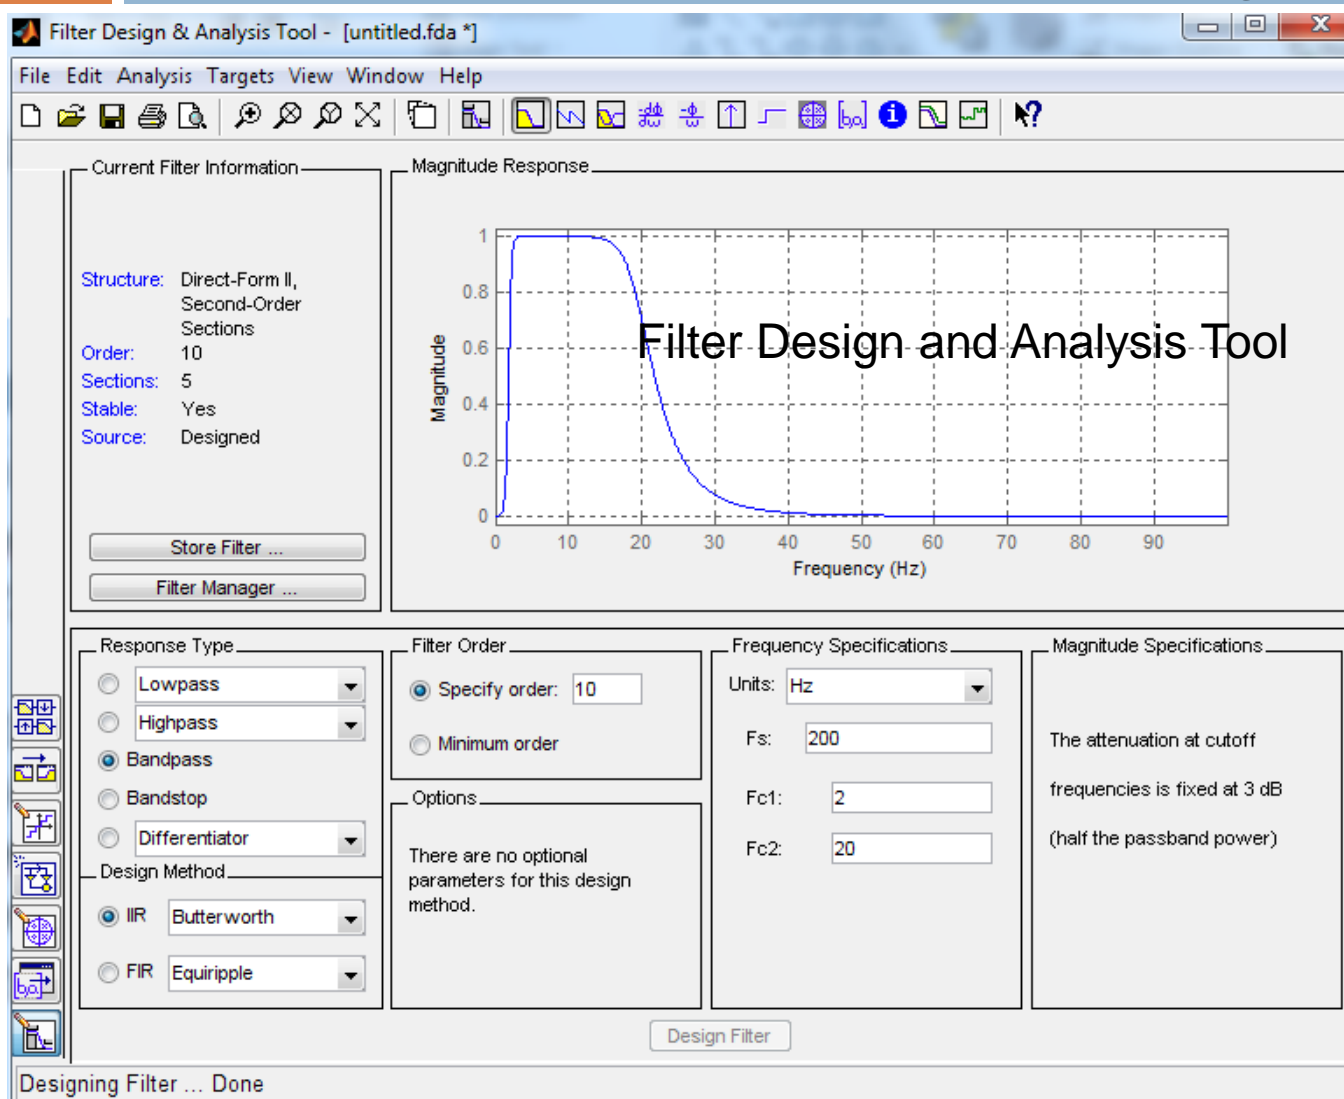 Filter Design & Analysis Tool - [untitled.fda *]
File Edit Analysis Targets View Window Help
Current Filter Information
Structure: Direct-Form II,
Second-Order
Sections
Order: 10
Sections: 5
Stable: Yes
Source: Designed
Store Filter ...
Filter Manager ...
Magnitude Response
1
0.8
0.6
0.4
0.2
0
Magnitude
0 10 20 30 40 50 60 70 80 90
Frequency (Hz)
Filter Design and Analysis Tool
Response Type
Lowpass
Highpass
Bandpass
Bandstop
Differentiator
Design Method
IIR Butterworth
FIR Equiripple
Filter Order
Specify order: 10
Minimum order
Options
There are no optional
parameters for this design
method.
Frequency Specifications
Units: Hz
Fs: 200
Fc1: 2
Fc2: 20
Magnitude Specifications
The attenuation at cutoff
frequencies is fixed at 3 dB
(half the passband power)
Design Filter
Designing Filter ... Done